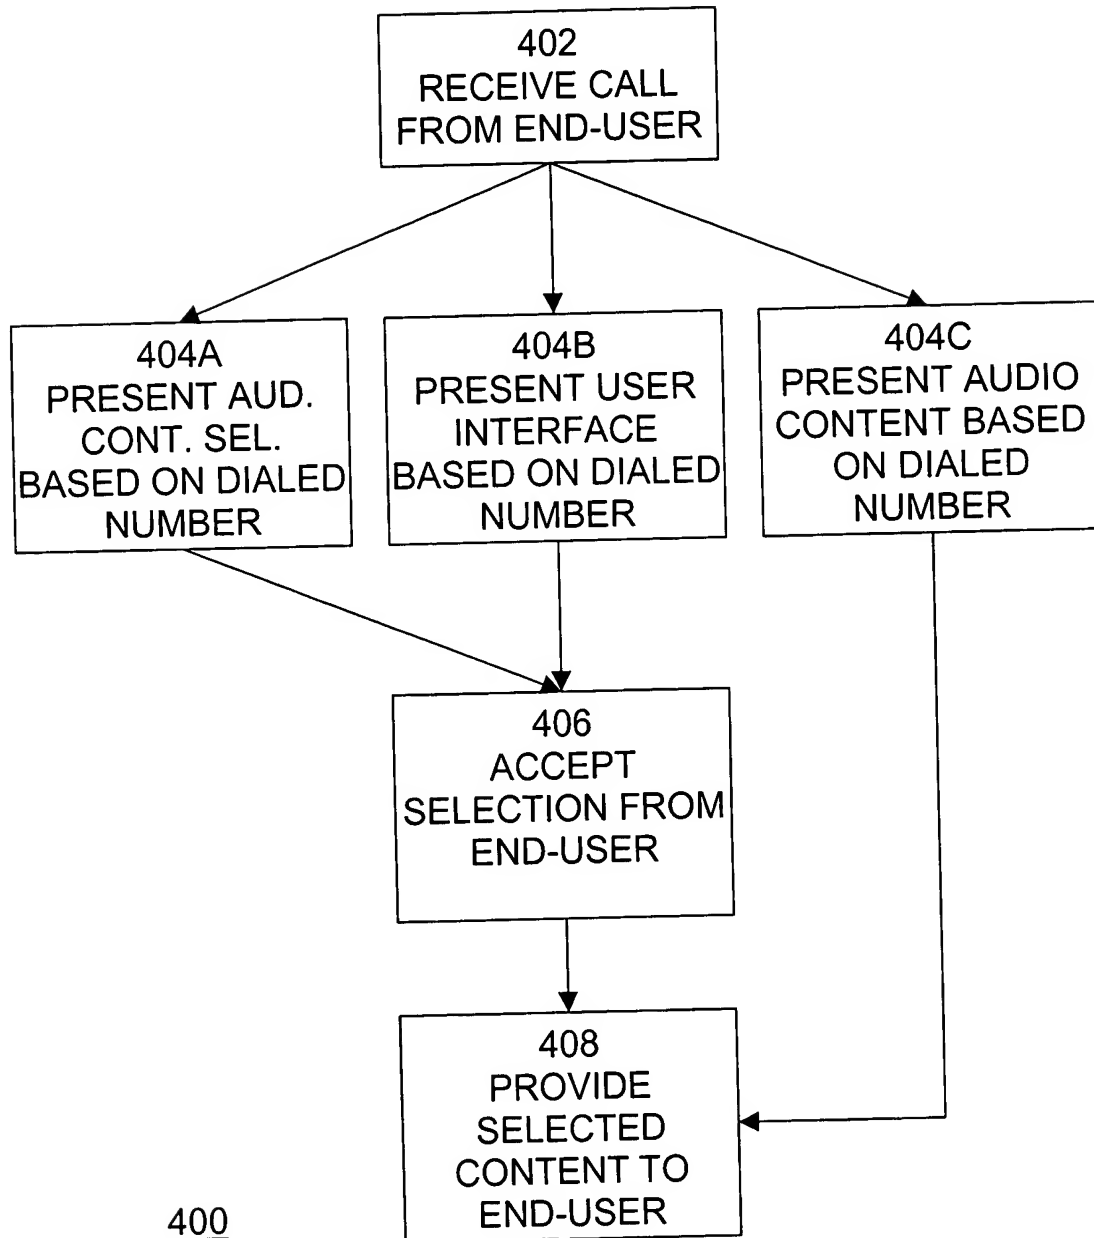 402
RECEIVE CALL
FROM END-USER
404A
PRESENT AUD.
CONT. SEL.
BASED ON DIALED
NUMBER
404B
PRESENT USER
INTERFACE
BASED ON DIALED
NUMBER
404C
PRESENT AUDIO
CONTENT BASED
ON DIALED
NUMBER
406
ACCEPT
SELECTION FROM
END-USER
408
PROVIDE
SELECTED
CONTENT TO
END-USER
400